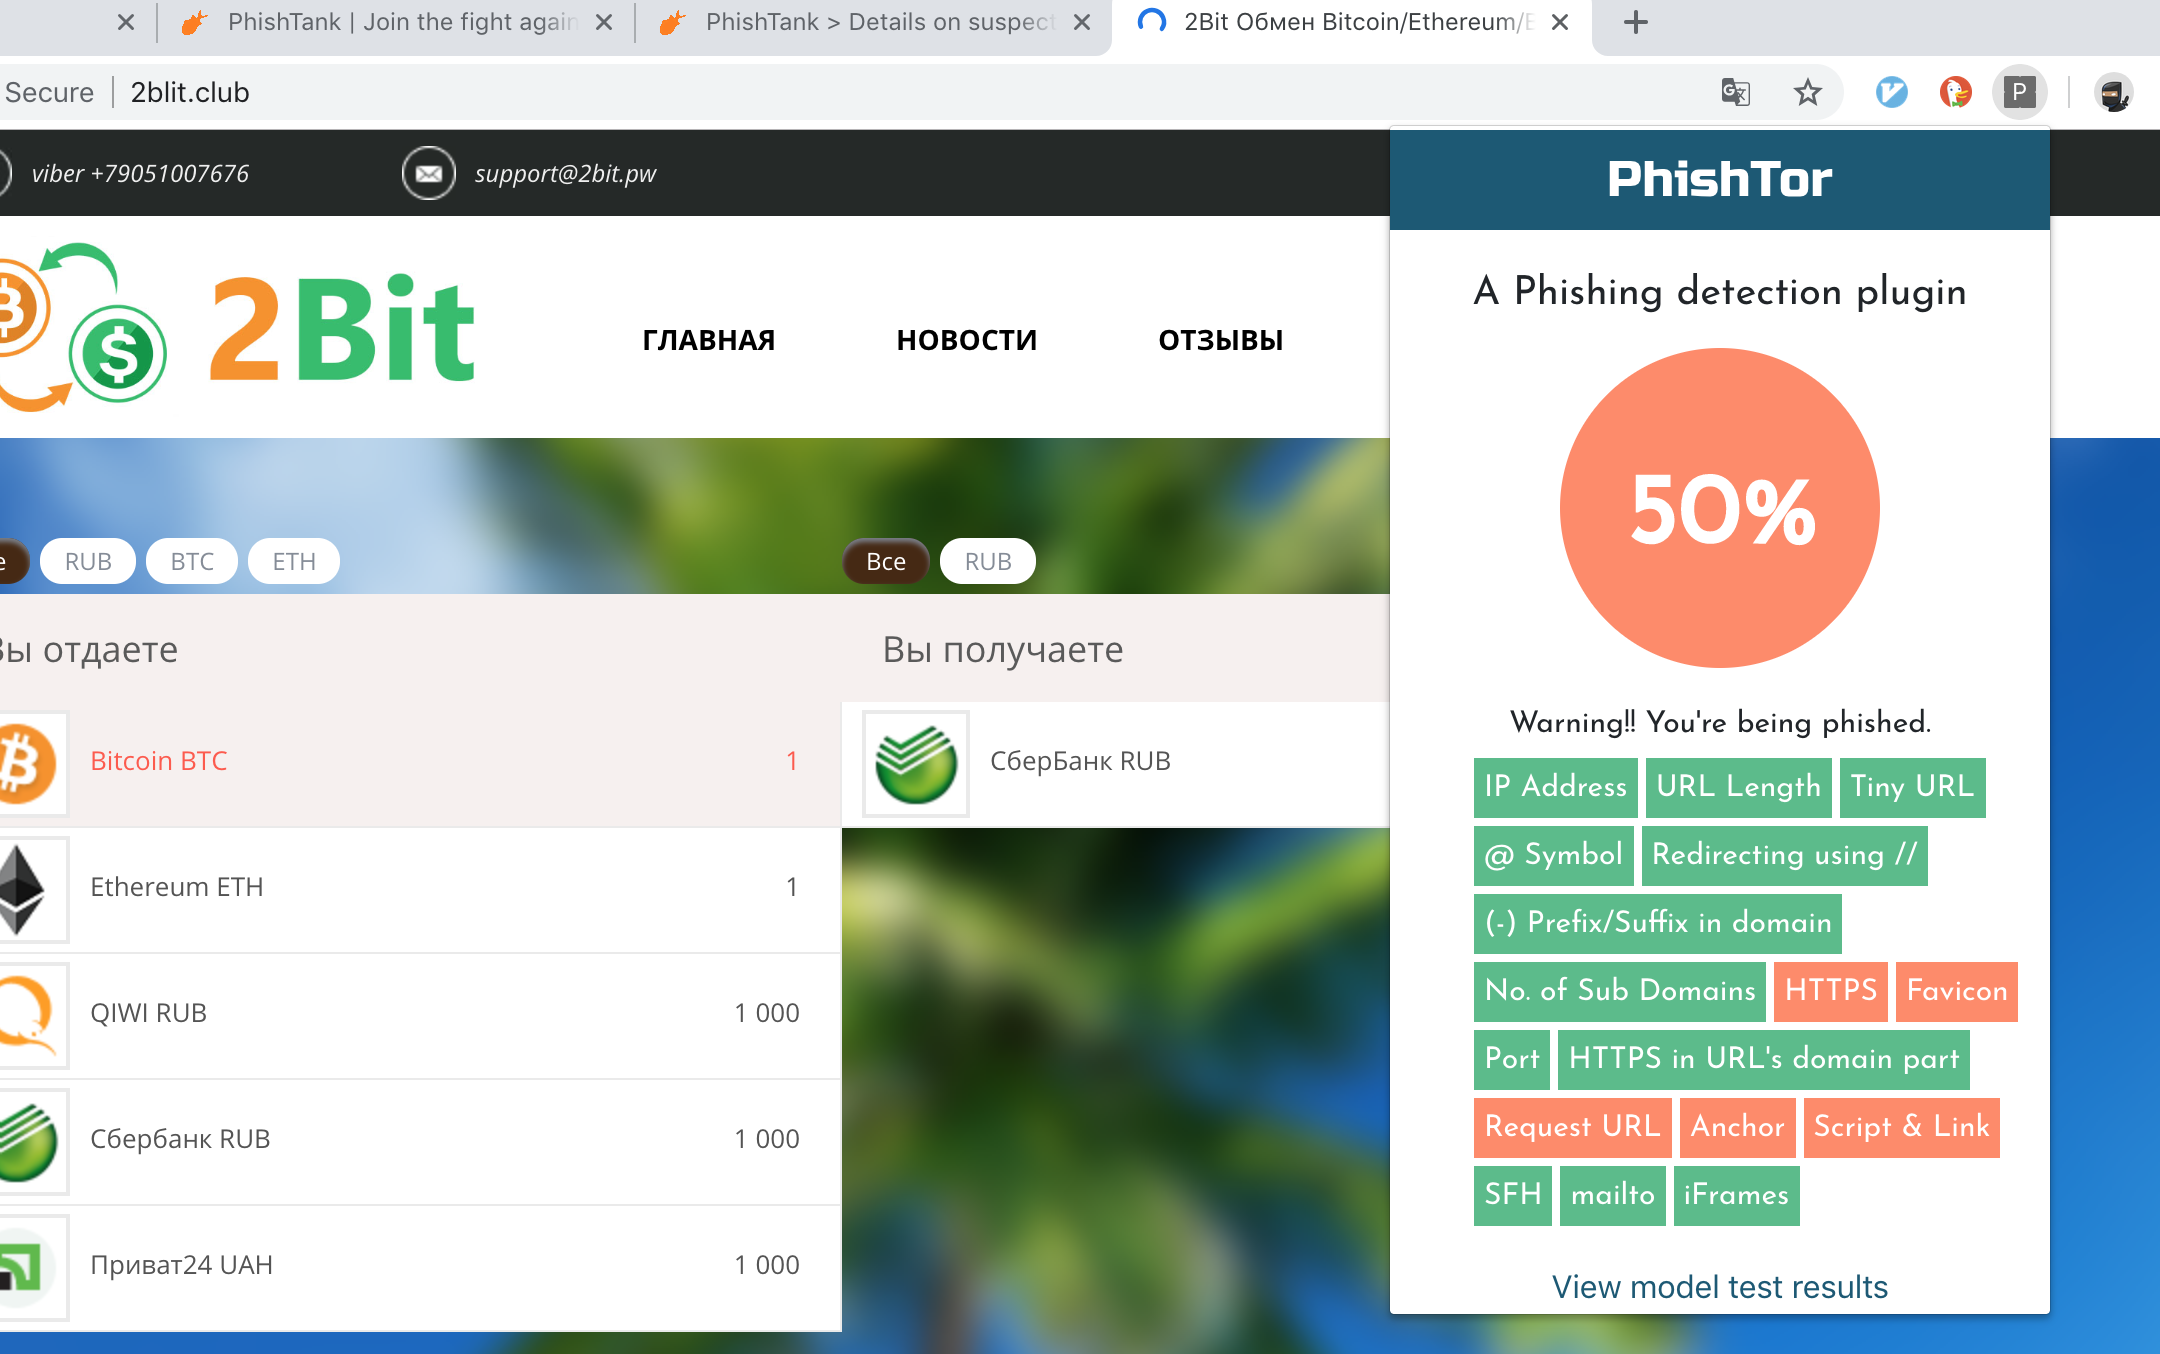 PhishTank | Join the fight again
PhishTank > Details on suspect
2Bit Обмен Bitcoin/Ethereum/E
Secure
2blit.club
P
viber +79051007676
support@2bit.pw
2Bit
ГЛАВНАЯ
НОВОСТИ
ОТЗЫВЫ
RUB
BTC
ETH
Все
RUB
Вы отдаете
Вы получаете
Bitcoin BTC
1
СберБанк RUB
Ethereum ETH
1
QIWI RUB
1 000
Сбербанк RUB
1 000
Приват24 UAH
1 000
PhishTor
A Phishing detection plugin
50%
Warning!! You're being phished.
IP Address URL Length Tiny URL
@ Symbol Redirecting using //
(-) Prefix/Suffix in domain
No. of Sub Domains HTTPS Favicon
Port HTTPS in URL's domain part
Request URL Anchor Script & Link
SFH mailto iFrames
View model test results